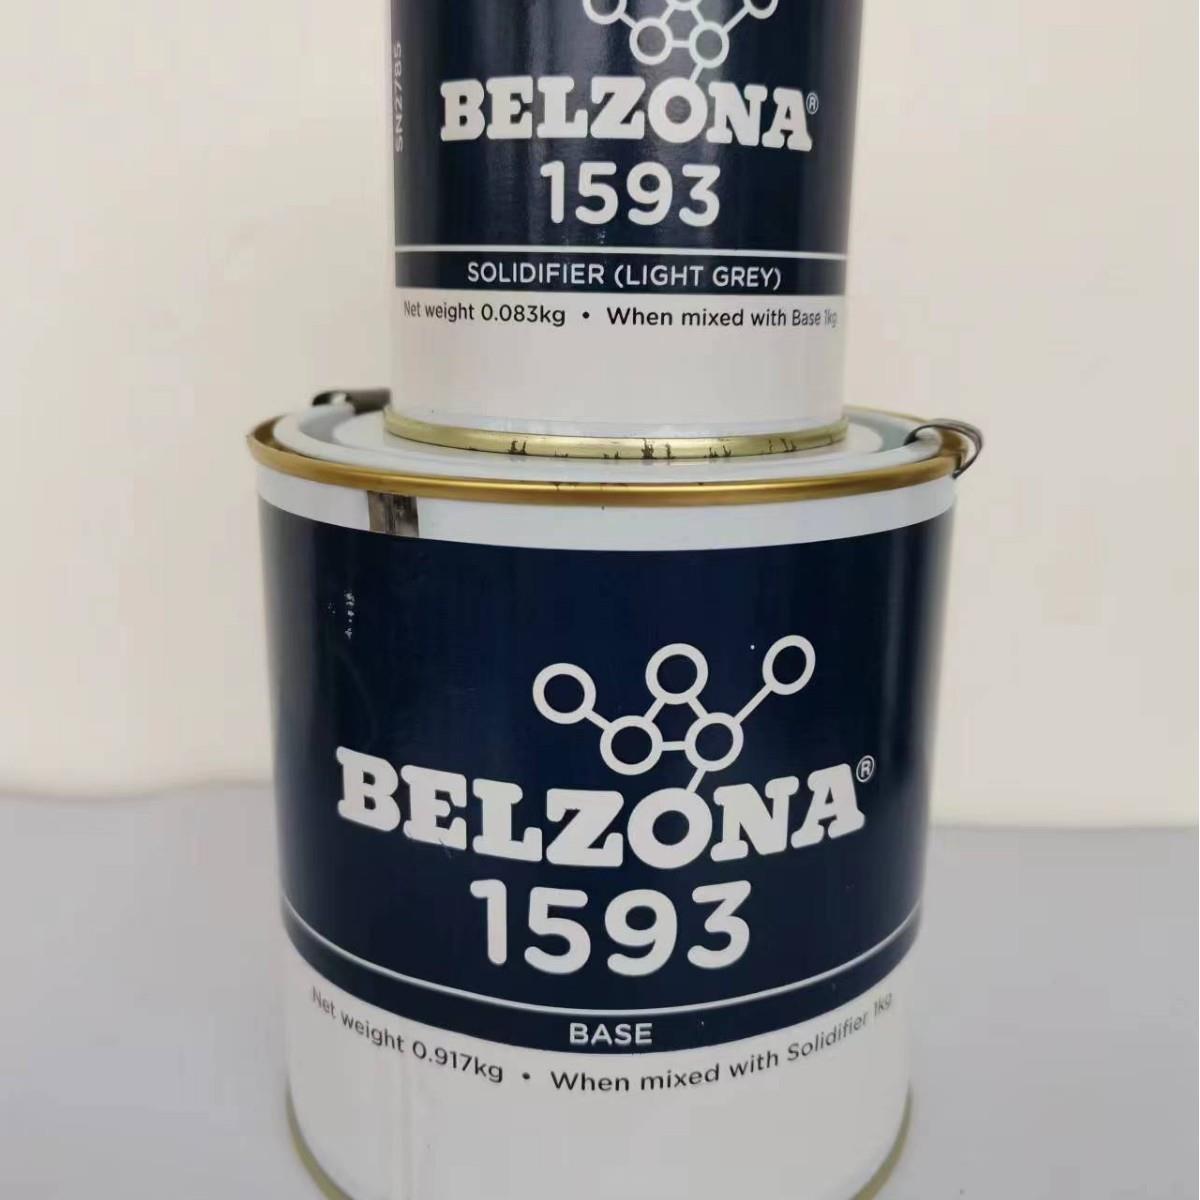 SN2785
BELZONA®
1593
SOLIDIFIER (LIGHT GREY)
Net weight 0.083kg • When mixed with Base 1kg
BELZONA®
1593
BASE
Net weight 0.917kg • When mixed with Solidifier 1kg